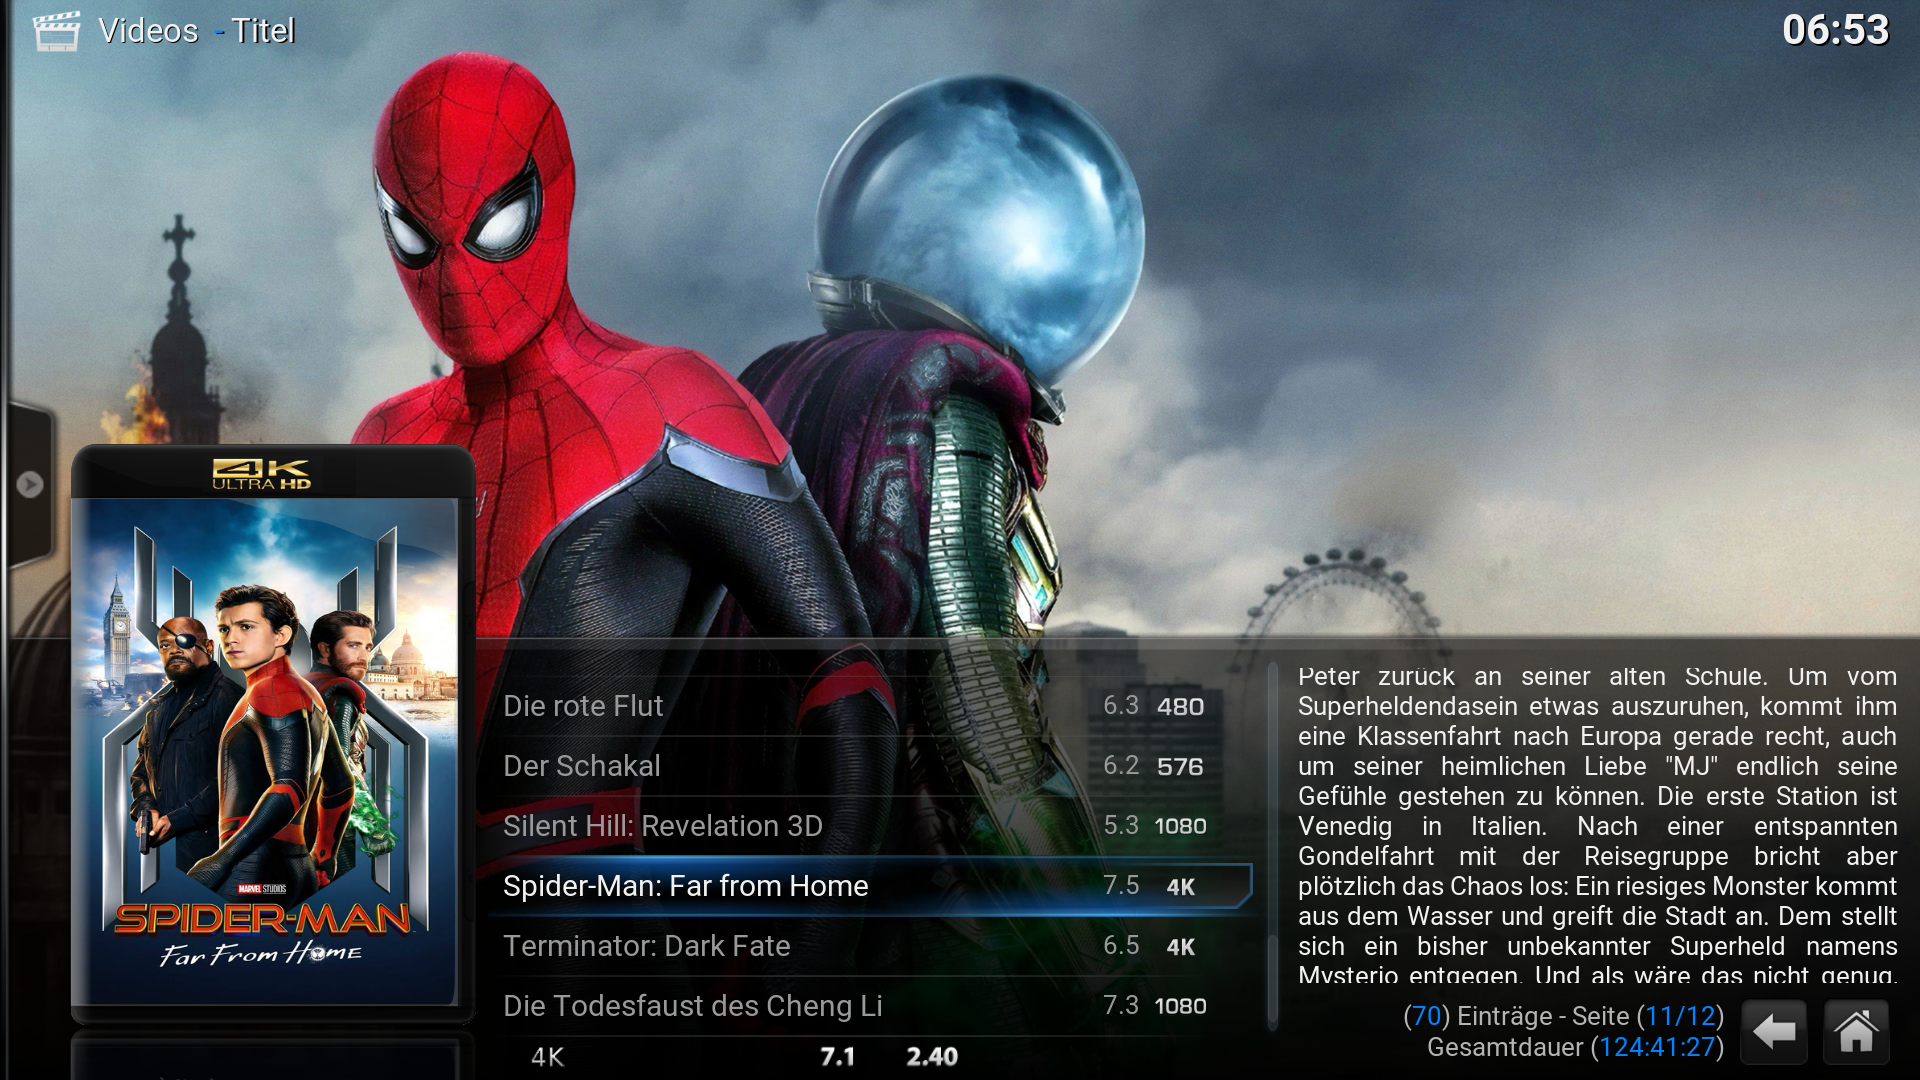 Videos - Titel
06:53
4K
ULTRA HD
MARVEL STUDIOS
SPIDER-MAN
Far From Home
Die rote Flut 6.3 480
Der Schakal 6.2 576
Silent Hill: Revelation 3D 5.3 1080
Spider-Man: Far from Home 7.5 4K
Terminator: Dark Fate 6.5 4K
Die Todesfaust des Cheng Li 7.3 1080
4K 7.1 2.40
Peter zurück an seiner alten Schule. Um vom
Superheldendasein etwas auszuruhen, kommt ihm
eine Klassenfahrt nach Europa gerade recht, auch
um seiner heimlichen Liebe "MJ" endlich seine
Gefühle gestehen zu können. Die erste Station ist
Venedig in Italien. Nach einer entspannten
Gondelfahrt mit der Reisegruppe bricht aber
plötzlich das Chaos los: Ein riesiges Monster kommt
aus dem Wasser und greift die Stadt an. Dem stellt
sich ein bisher unbekannter Superheld namens
Mysterio entgegen. Und als wäre das nicht genug,
(70) Einträge - Seite (11/12)
Gesamtdauer (124:41:27)